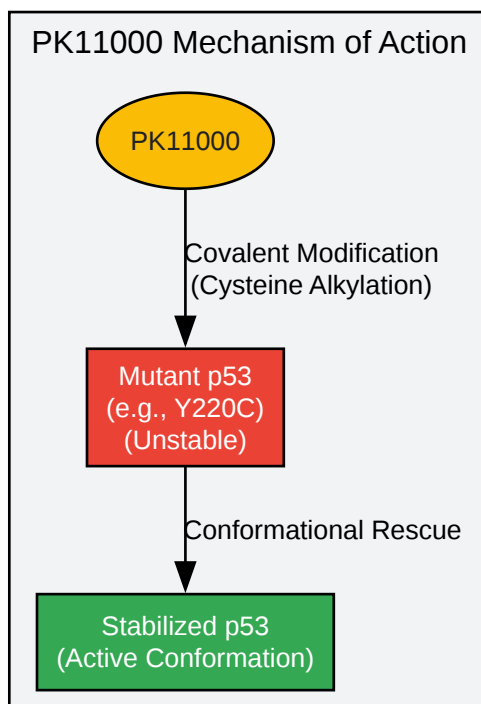 PK11000 Mechanism of Action
PK11000
Covalent Modification
(Cysteine Alkylation)
Mutant p53
(e.g., Y220C)
(Unstable)
Conformational Rescue
Stabilized p53
(Active Conformation)